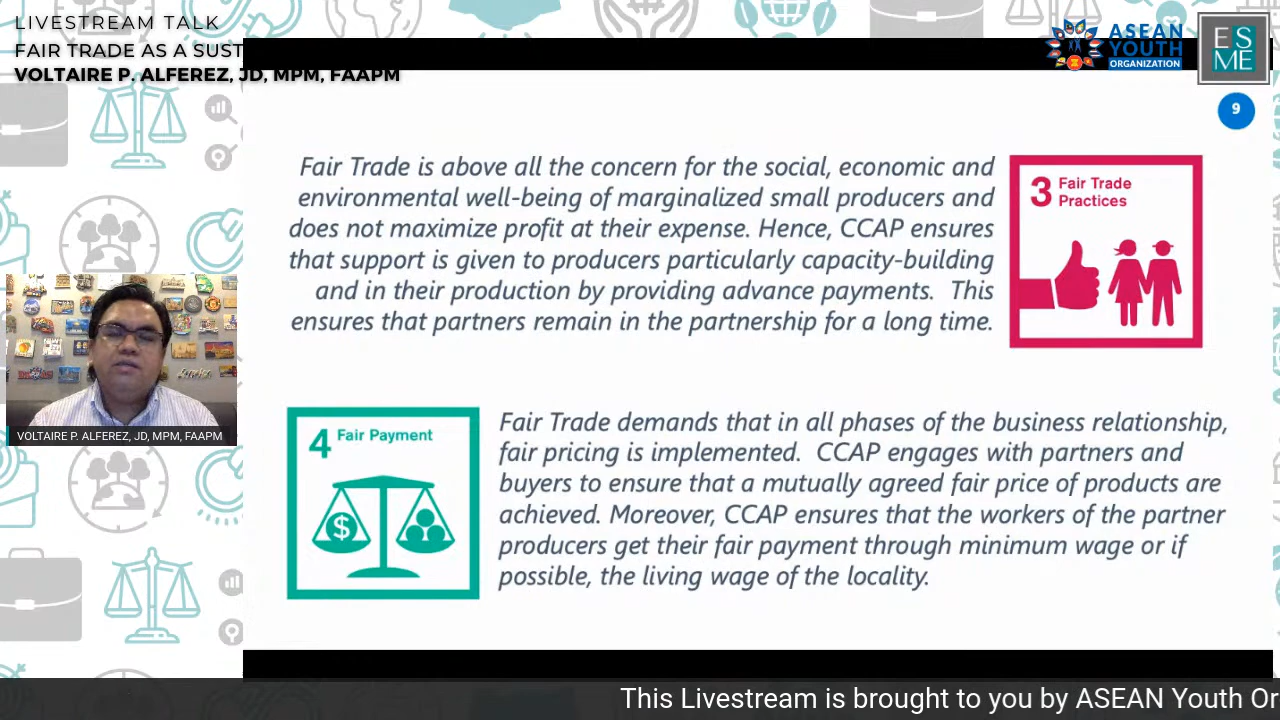 LIVESTREAM TALK
FAIR TRADE AS A SUST
VOLTAIRE P. ALFEREZ, JD, MPM, FAAPM
ASEAN
YOUTH
ORGANIZATION
ES
ME
9
Fair Trade is above all the concern for the social, economic and
environmental well-being of marginalized small producers and
does not maximize profit at their expense. Hence, CCAP ensures
that support is given to producers particularly capacity-building
and in their production by providing advance payments. This
ensures that partners remain in the partnership for a long time.
3 Fair Trade
Practices
VOLTAIRE P. ALFEREZ, JD, MPM, FAAPM
4 Fair Payment
$
Fair Trade demands that in all phases of the business relationship,
fair pricing is implemented. CCAP engages with partners and
buyers to ensure that a mutually agreed fair price of products are
achieved. Moreover, CCAP ensures that the workers of the partner
producers get their fair payment through minimum wage or if
possible, the living wage of the locality.
This Livestream is brought to you by ASEAN Youth Or